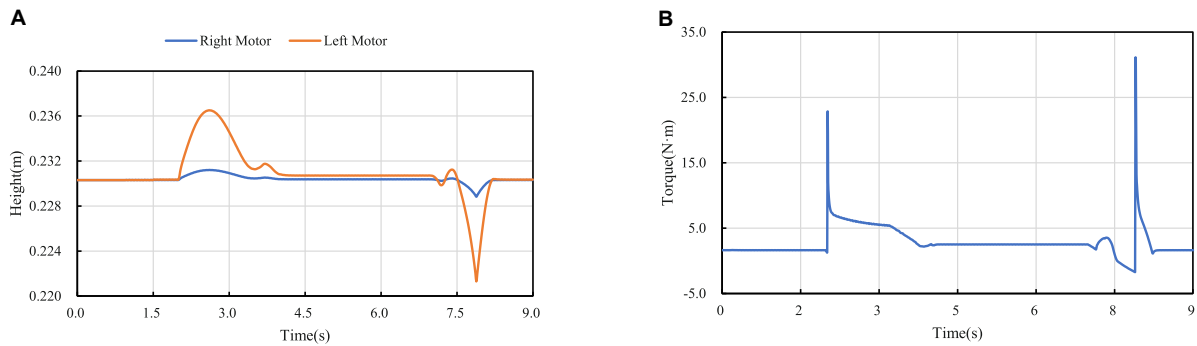 A
Right Motor Left Motor
Height(m)
0.240
0.236
0.232
0.228
0.224
0.220
0.0 1.5 3.0 4.5 6.0 7.5 9.0
Time(s)
B
Torque(N·m)
35.0
25.0
15.0
5.0
-5.0
0 2 3 5 6 8 9
Time(s)